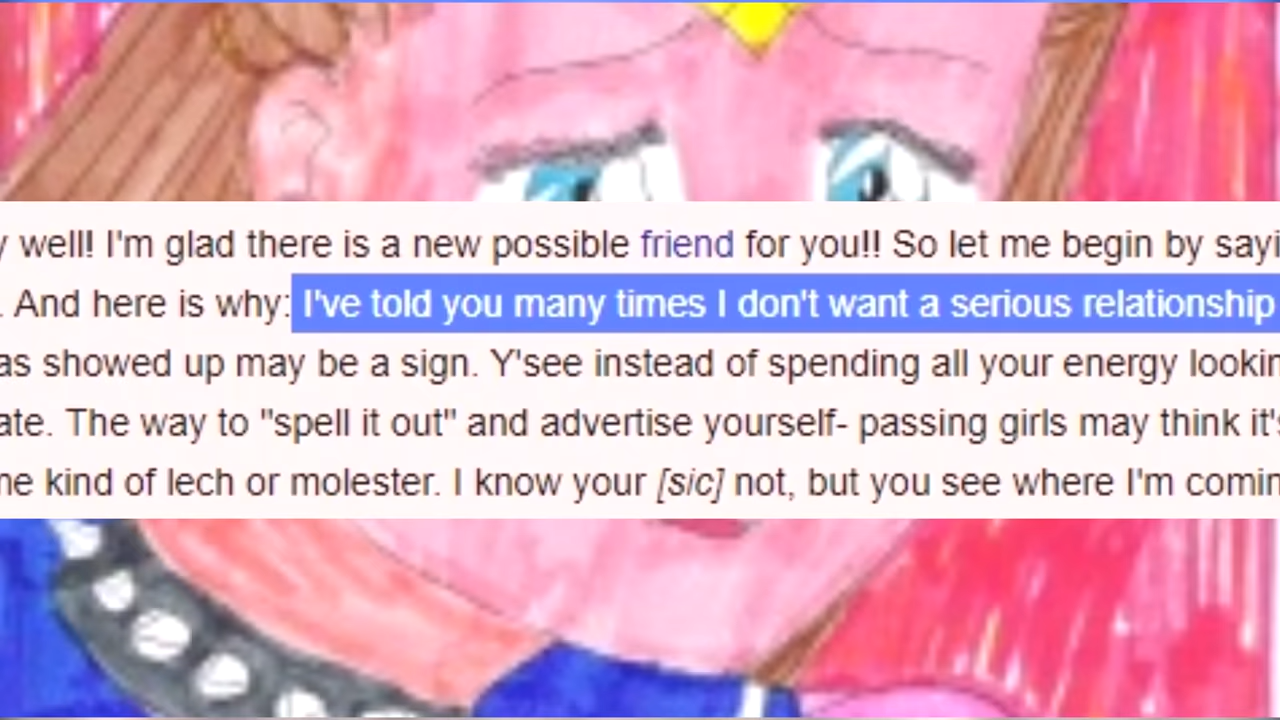 y well! I'm glad there is a new possible friend for you!! So let me begin by sayi
. And here is why: I've told you many times I don't want a serious relationship
as showed up may be a sign. Y'see instead of spending all your energy lookin
ate. The way to "spell it out" and advertise yourself- passing girls may think it's
me kind of lech or molester. I know your [sic] not, but you see where I'm comin